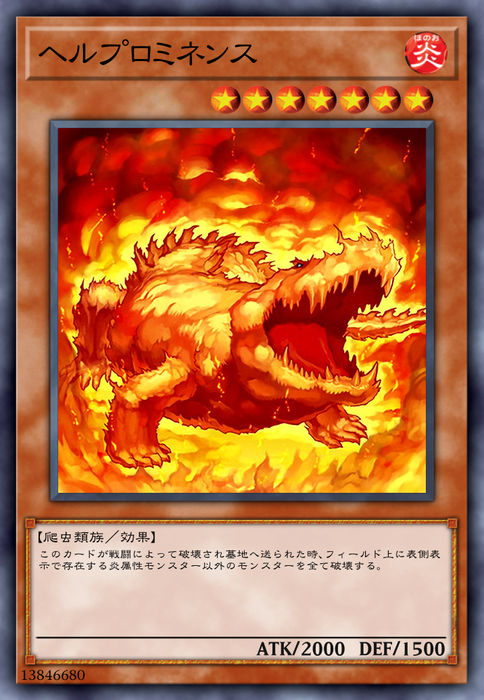 ヘルプロミネンス
ほのお
炎
【爬虫類族／効果】
このカードが戦闘によって破壊され墓地へ送られた時、フィールド上に表側表
示で存在する炎属性モンスター以外のモンスターを全て破壊する。
ATK/2000 DEF/1500
13846680